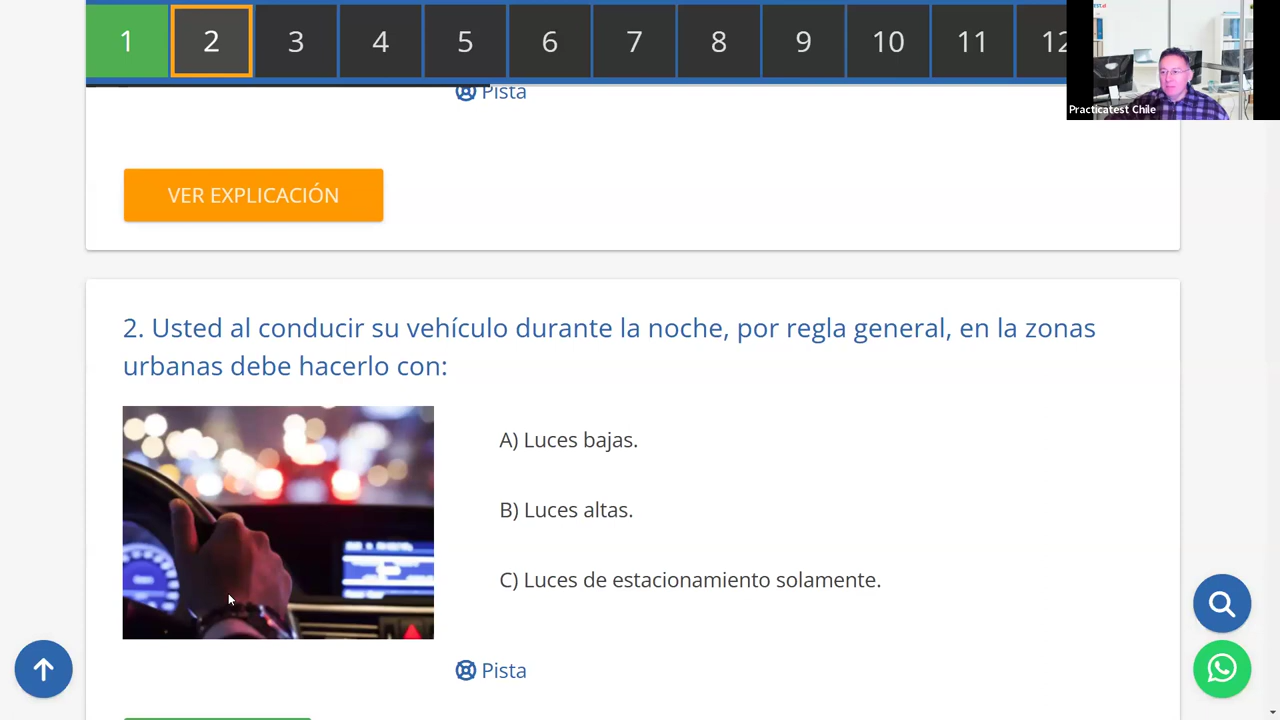 1 2 3 4 5 6 7 8 9 10 11 12
Practicatest Chile
Pista
VER EXPLICACIÓN
2. Usted al conducir su vehículo durante la noche, por regla general, en la zonas
urbanas debe hacerlo con:
A) Luces bajas.
B) Luces altas.
C) Luces de estacionamiento solamente.
Pista